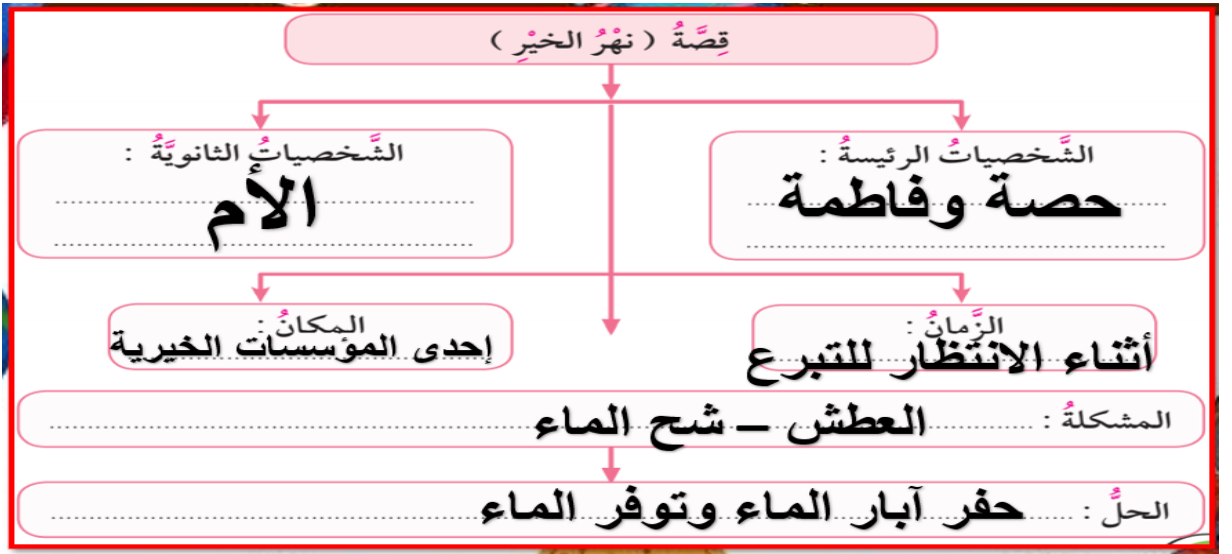 قِصَّةُ ( نهْرُ الخيْرِ )
الشَّخصياتُ الرئيسةُ :
حصة وفاطمة
الشَّخصياتُ الثانويَّةُ :
الأم
الزَّمانُ :
أثناء الانتظار للتبرع
المكانُ :
إحدى المؤسسات الخيرية
المشكلةُ : العطش – شح الماء
الحلُّ : حفر آبار الماء وتوفر الماء